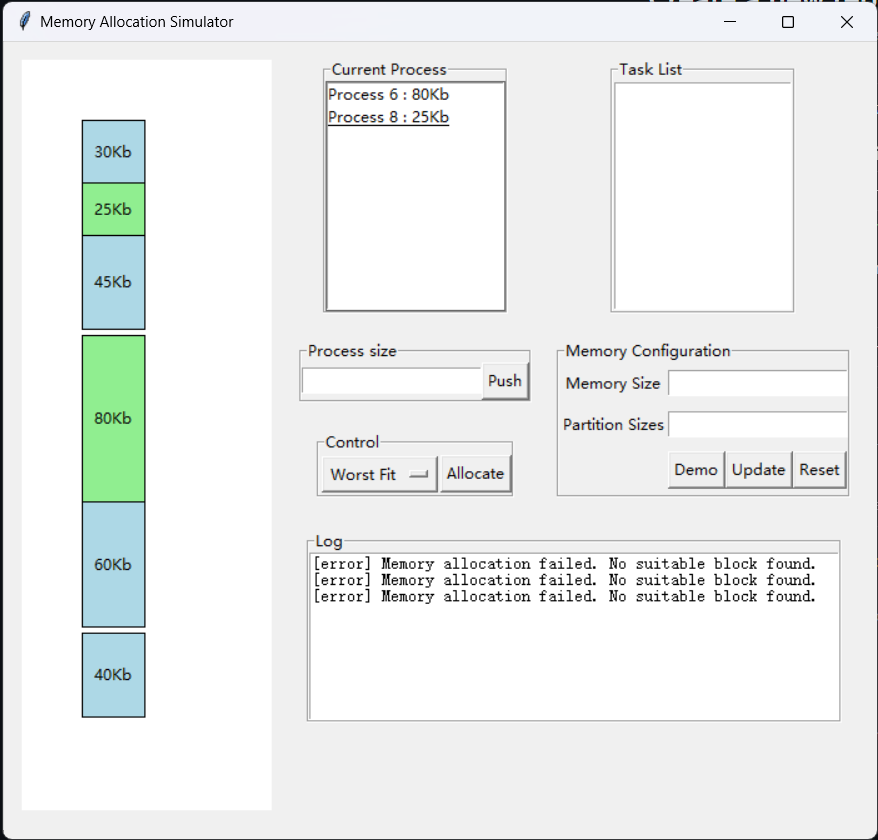 Memory Allocation Simulator
30Kb
25Kb
45Kb
80Kb
60Kb
40Kb
Current Process
Process 6 : 80Kb
Process 8 : 25Kb
Task List
Process size
Push
Memory Configuration
Memory Size
Partition Sizes
Demo Update Reset
Control
Worst Fit Allocate
Log
[error] Memory allocation failed. No suitable block found.
[error] Memory allocation failed. No suitable block found.
[error] Memory allocation failed. No suitable block found.